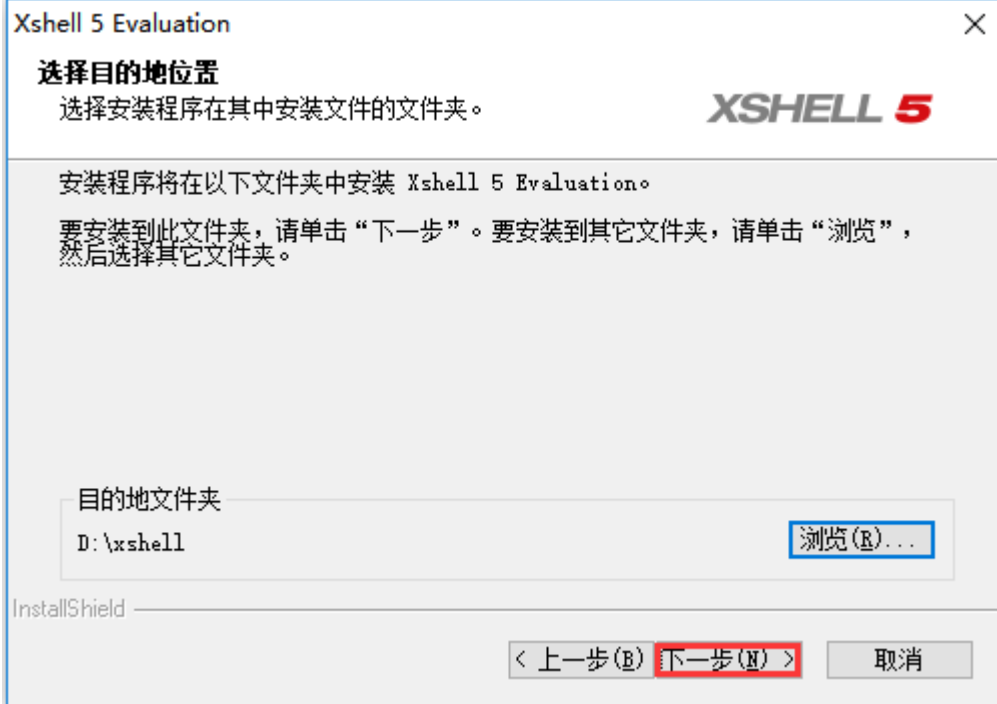 Xshell 5 Evaluation
选择目的地位置
选择安装程序在其中安装文件的文件夹。
XSHELL 5
安装程序将在以下文件夹中安装 Xshell 5 Evaluation。
要安装到此文件夹，请单击“下一步”。要安装到其它文件夹，请单击“浏览”，
然后选择其它文件夹。
目的地文件夹
D:\xshell
浏览(R)...
InstallShield
< 上一步(B)
下一步(N) >
取消